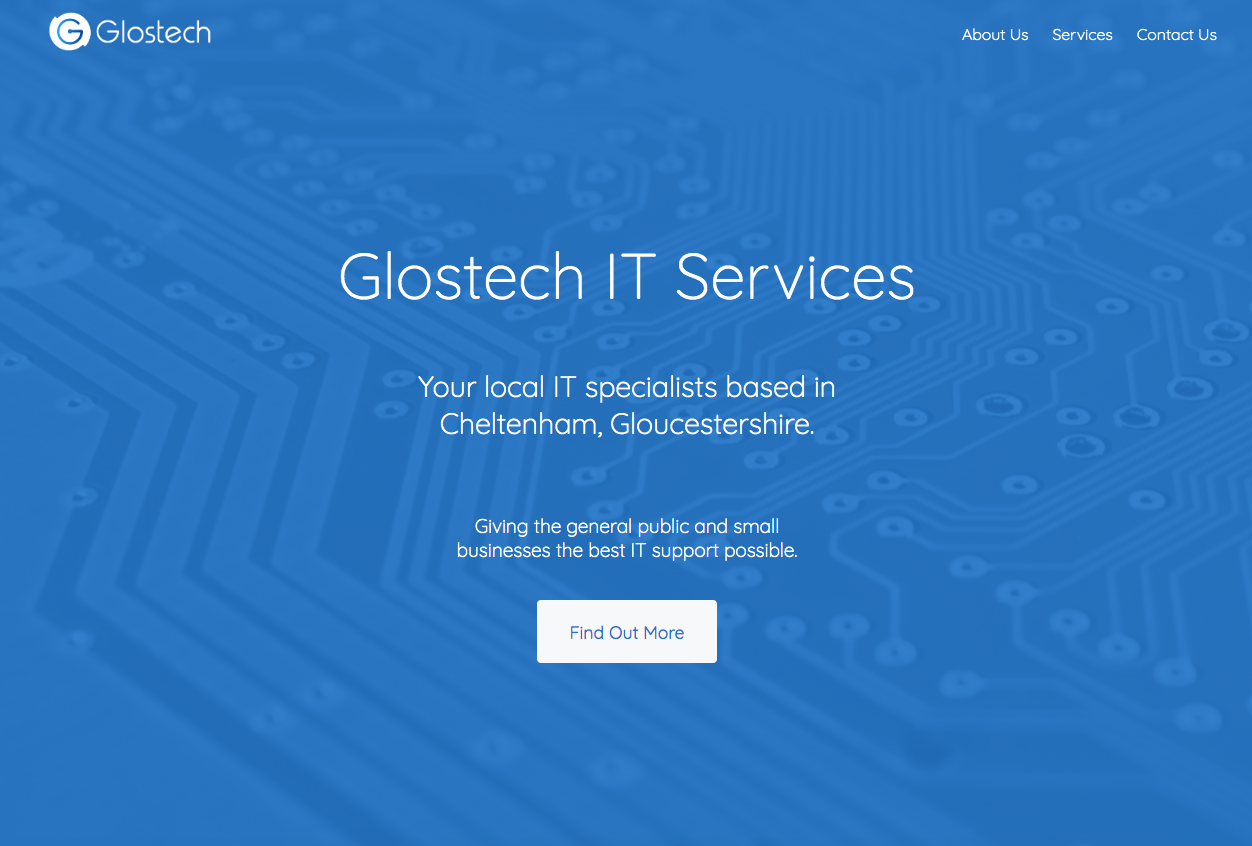 Glostech
About Us Services Contact Us
Glostech IT Services
Your local IT specialists based in
Cheltenham, Gloucestershire.
Giving the general public and small
businesses the best IT support possible.
Find Out More